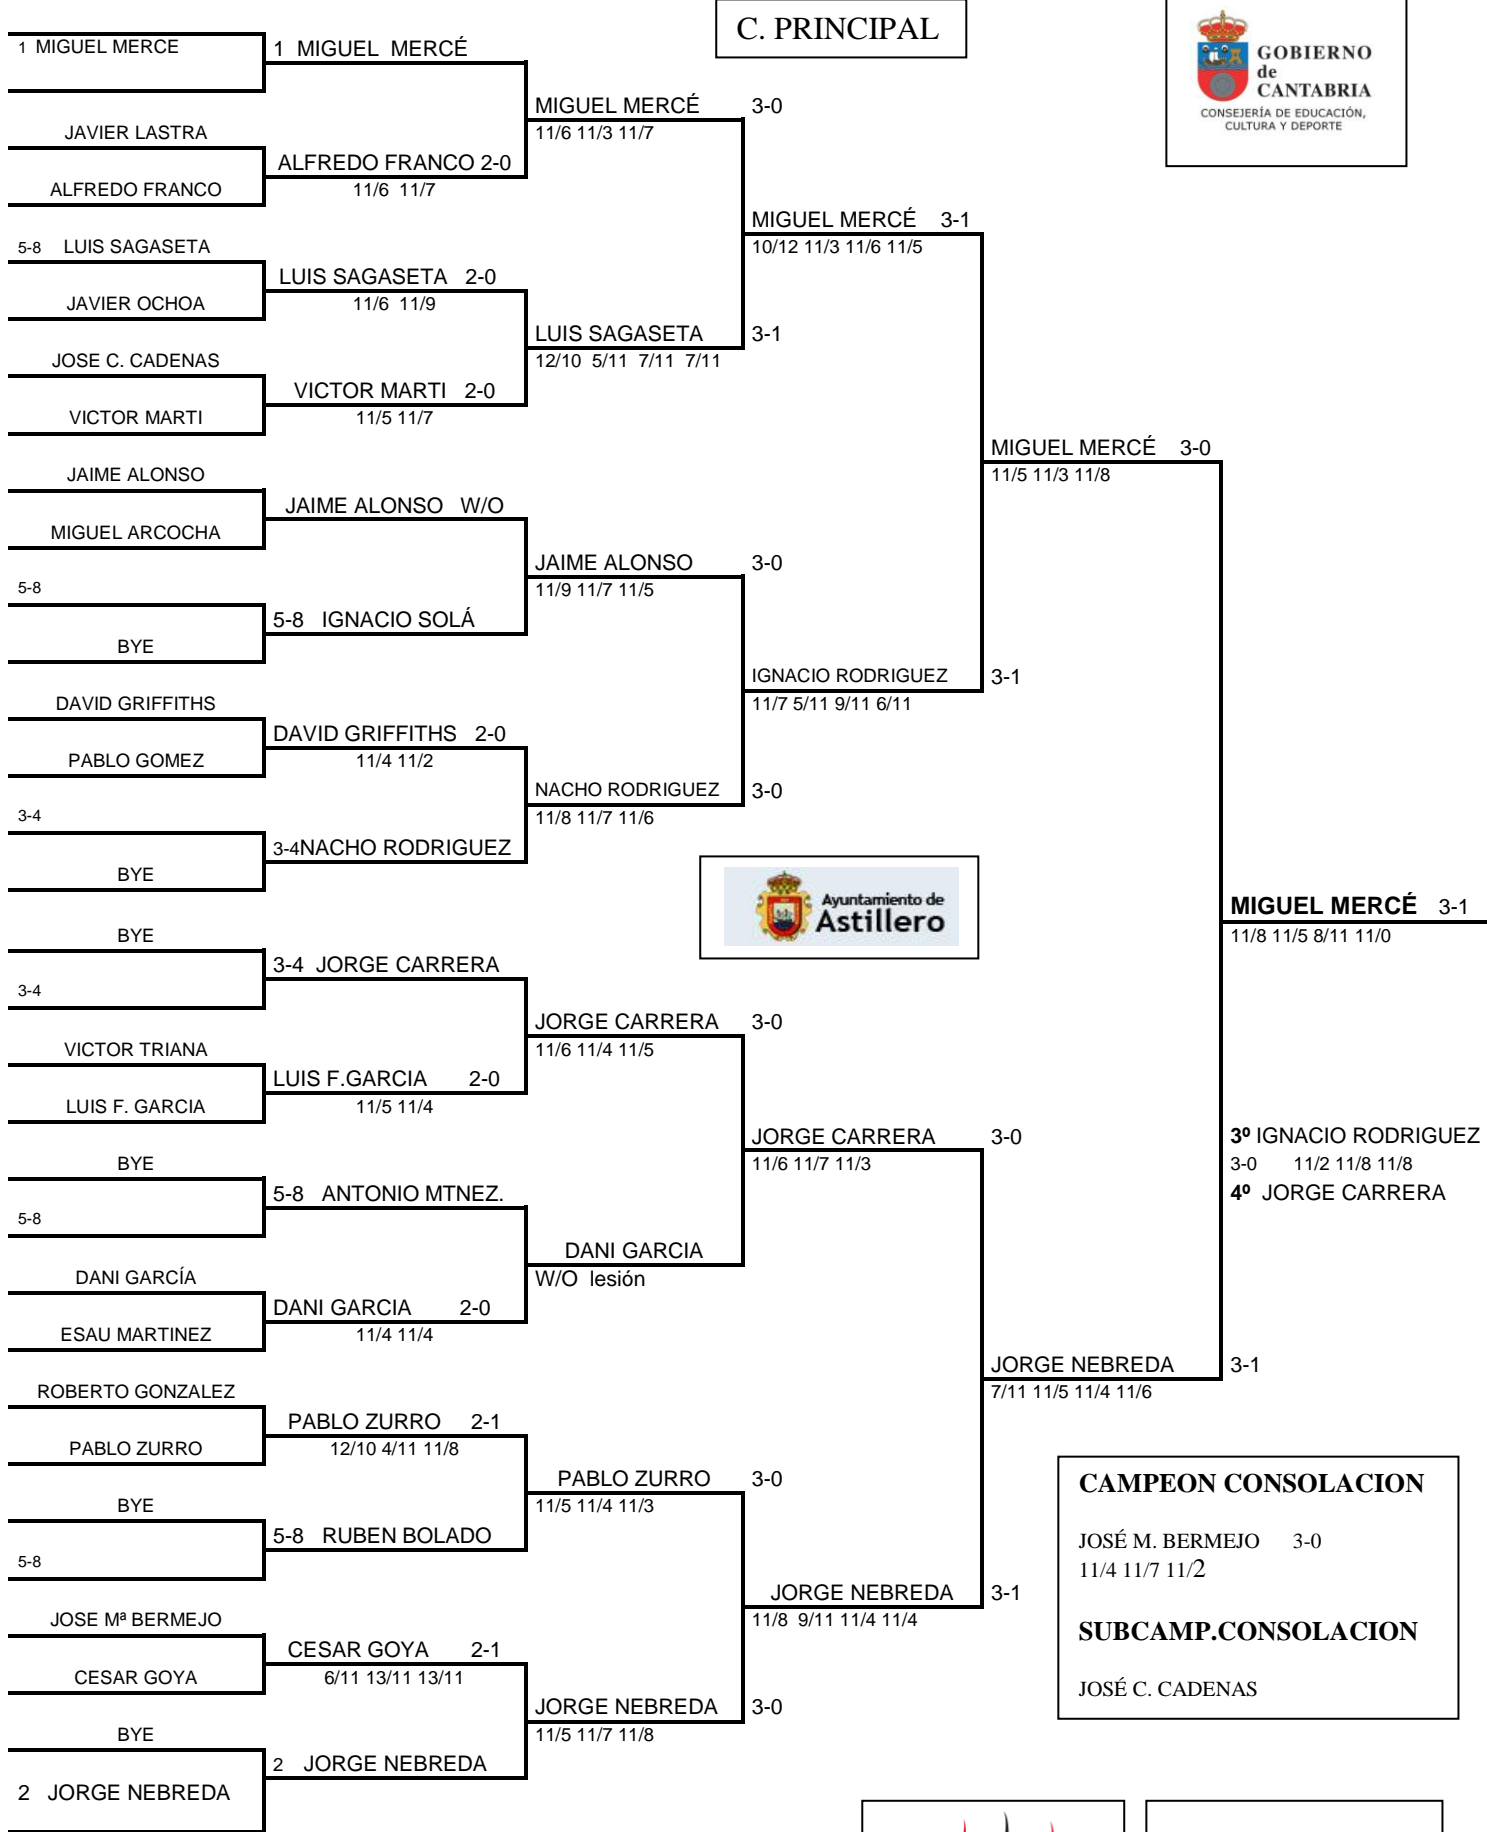 C. PRINCIPAL
GOBIERNO
de
CANTABRIA
CONSEJERÍA DE EDUCACIÓN,
CULTURA Y DEPORTE
1 MIGUEL MERCE
JAVIER LASTRA
ALFREDO FRANCO
5-8 LUIS SAGASETA
JAVIER OCHOA
JOSE C. CADENAS
VICTOR MARTI
JAIME ALONSO
MIGUEL ARCOCHA
5-8
BYE
DAVID GRIFFITHS
PABLO GOMEZ
3-4
BYE
BYE
3-4
VICTOR TRIANA
LUIS F. GARCIA
BYE
5-8
DANI GARCÍA
ESAU MARTINEZ
ROBERTO GONZALEZ
PABLO ZURRO
BYE
5-8
JOSE Mª BERMEJO
CESAR GOYA
BYE
2 JORGE NEBREDA
1 MIGUEL MERCÉ
ALFREDO FRANCO 2-0
11/6 11/7
LUIS SAGASETA 2-0
11/6 11/9
VICTOR MARTI 2-0
11/5 11/7
JAIME ALONSO W/O
5-8 IGNACIO SOLÁ
DAVID GRIFFITHS 2-0
11/4 11/2
3-4NACHO RODRIGUEZ
3-4 JORGE CARRERA
LUIS F.GARCIA 2-0
11/5 11/4
5-8 ANTONIO MTNEZ.
DANI GARCIA 2-0
11/4 11/4
PABLO ZURRO 2-1
12/10 4/11 11/8
5-8 RUBEN BOLADO
CESAR GOYA 2-1
6/11 13/11 13/11
2 JORGE NEBREDA
MIGUEL MERCÉ 3-0
11/6 11/3 11/7
LUIS SAGASETA 3-1
12/10 5/11 7/11 7/11
JAIME ALONSO 3-0
11/9 11/7 11/5
NACHO RODRIGUEZ 3-0
11/8 11/7 11/6
JORGE CARRERA 3-0
11/6 11/4 11/5
DANI GARCIA
W/O lesión
PABLO ZURRO 3-0
11/5 11/4 11/3
JORGE NEBREDA 3-0
11/5 11/7 11/8
MIGUEL MERCÉ 3-1
10/12 11/3 11/6 11/5
IGNACIO RODRIGUEZ 3-1
11/7 5/11 9/11 6/11
Ayuntamiento de
Astillero
JORGE CARRERA 3-0
11/6 11/7 11/3
JORGE NEBREDA 3-1
11/8 9/11 11/4 11/4
MIGUEL MERCÉ 3-0
11/5 11/3 11/8
JORGE NEBREDA 3-1
7/11 11/5 11/4 11/6
MIGUEL MERCÉ 3-1
11/8 11/5 8/11 11/0
3º IGNACIO RODRIGUEZ
3-0 11/2 11/8 11/8
4º JORGE CARRERA
CAMPEON CONSOLACION
JOSÉ M. BERMEJO 3-0
11/4 11/7 11/2
SUBCAMP.CONSOLACION
JOSÉ C. CADENAS